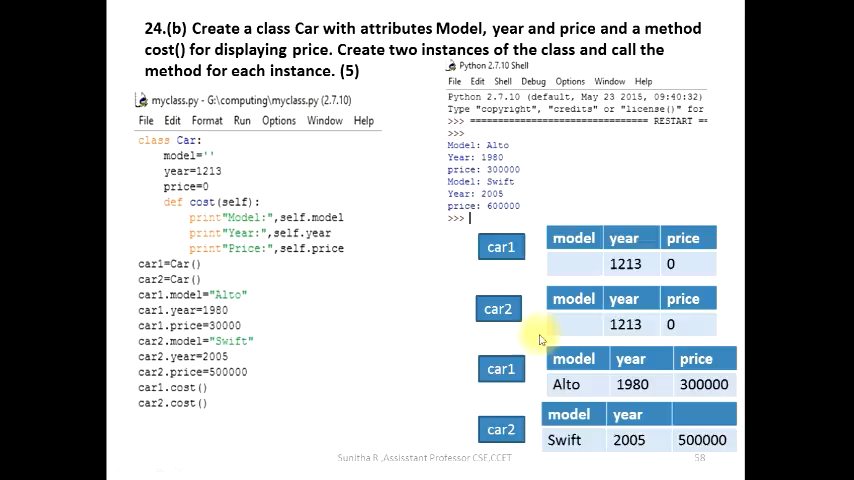 24.(b) Create a class Car with attributes Model, year and price and a method
cost() for displaying price. Create two instances of the class and call the
method for each instance. (5)
myclass.py - G:\computing\myclass.py (2.7.10)
File Edit Format Run Options Window Help
class Car:
model=''
year=1213
price=0
def cost(self):
print"Model:",self.model
print"Year:",self.year
print"Price:",self.price
car1=Car()
car2=Car()
car1.model="Alto"
car1.year=1980
car1.price=30000
car2.model="Swift"
car2.year=2005
car2.price=500000
car1.cost()
car2.cost()
Python 2.7.10 Shell
File Edit Shell Debug Options Window Help
Python 2.7.10 (default, May 23 2015, 09:40:32)
Type "copyright", "credits" or "license()" for
>>> ================================ RESTART ==
>>>
Model: Alto
Year: 1980
price: 300000
Model: Swift
Year: 2005
price: 600000
>>>
car1
model year price
1213 0
car2
model year price
1213 0
car1
model year price
Alto 1980 300000
car2
model year
Swift 2005 500000
Sunitha R ,Assisstant Professor CSE,CCET
58